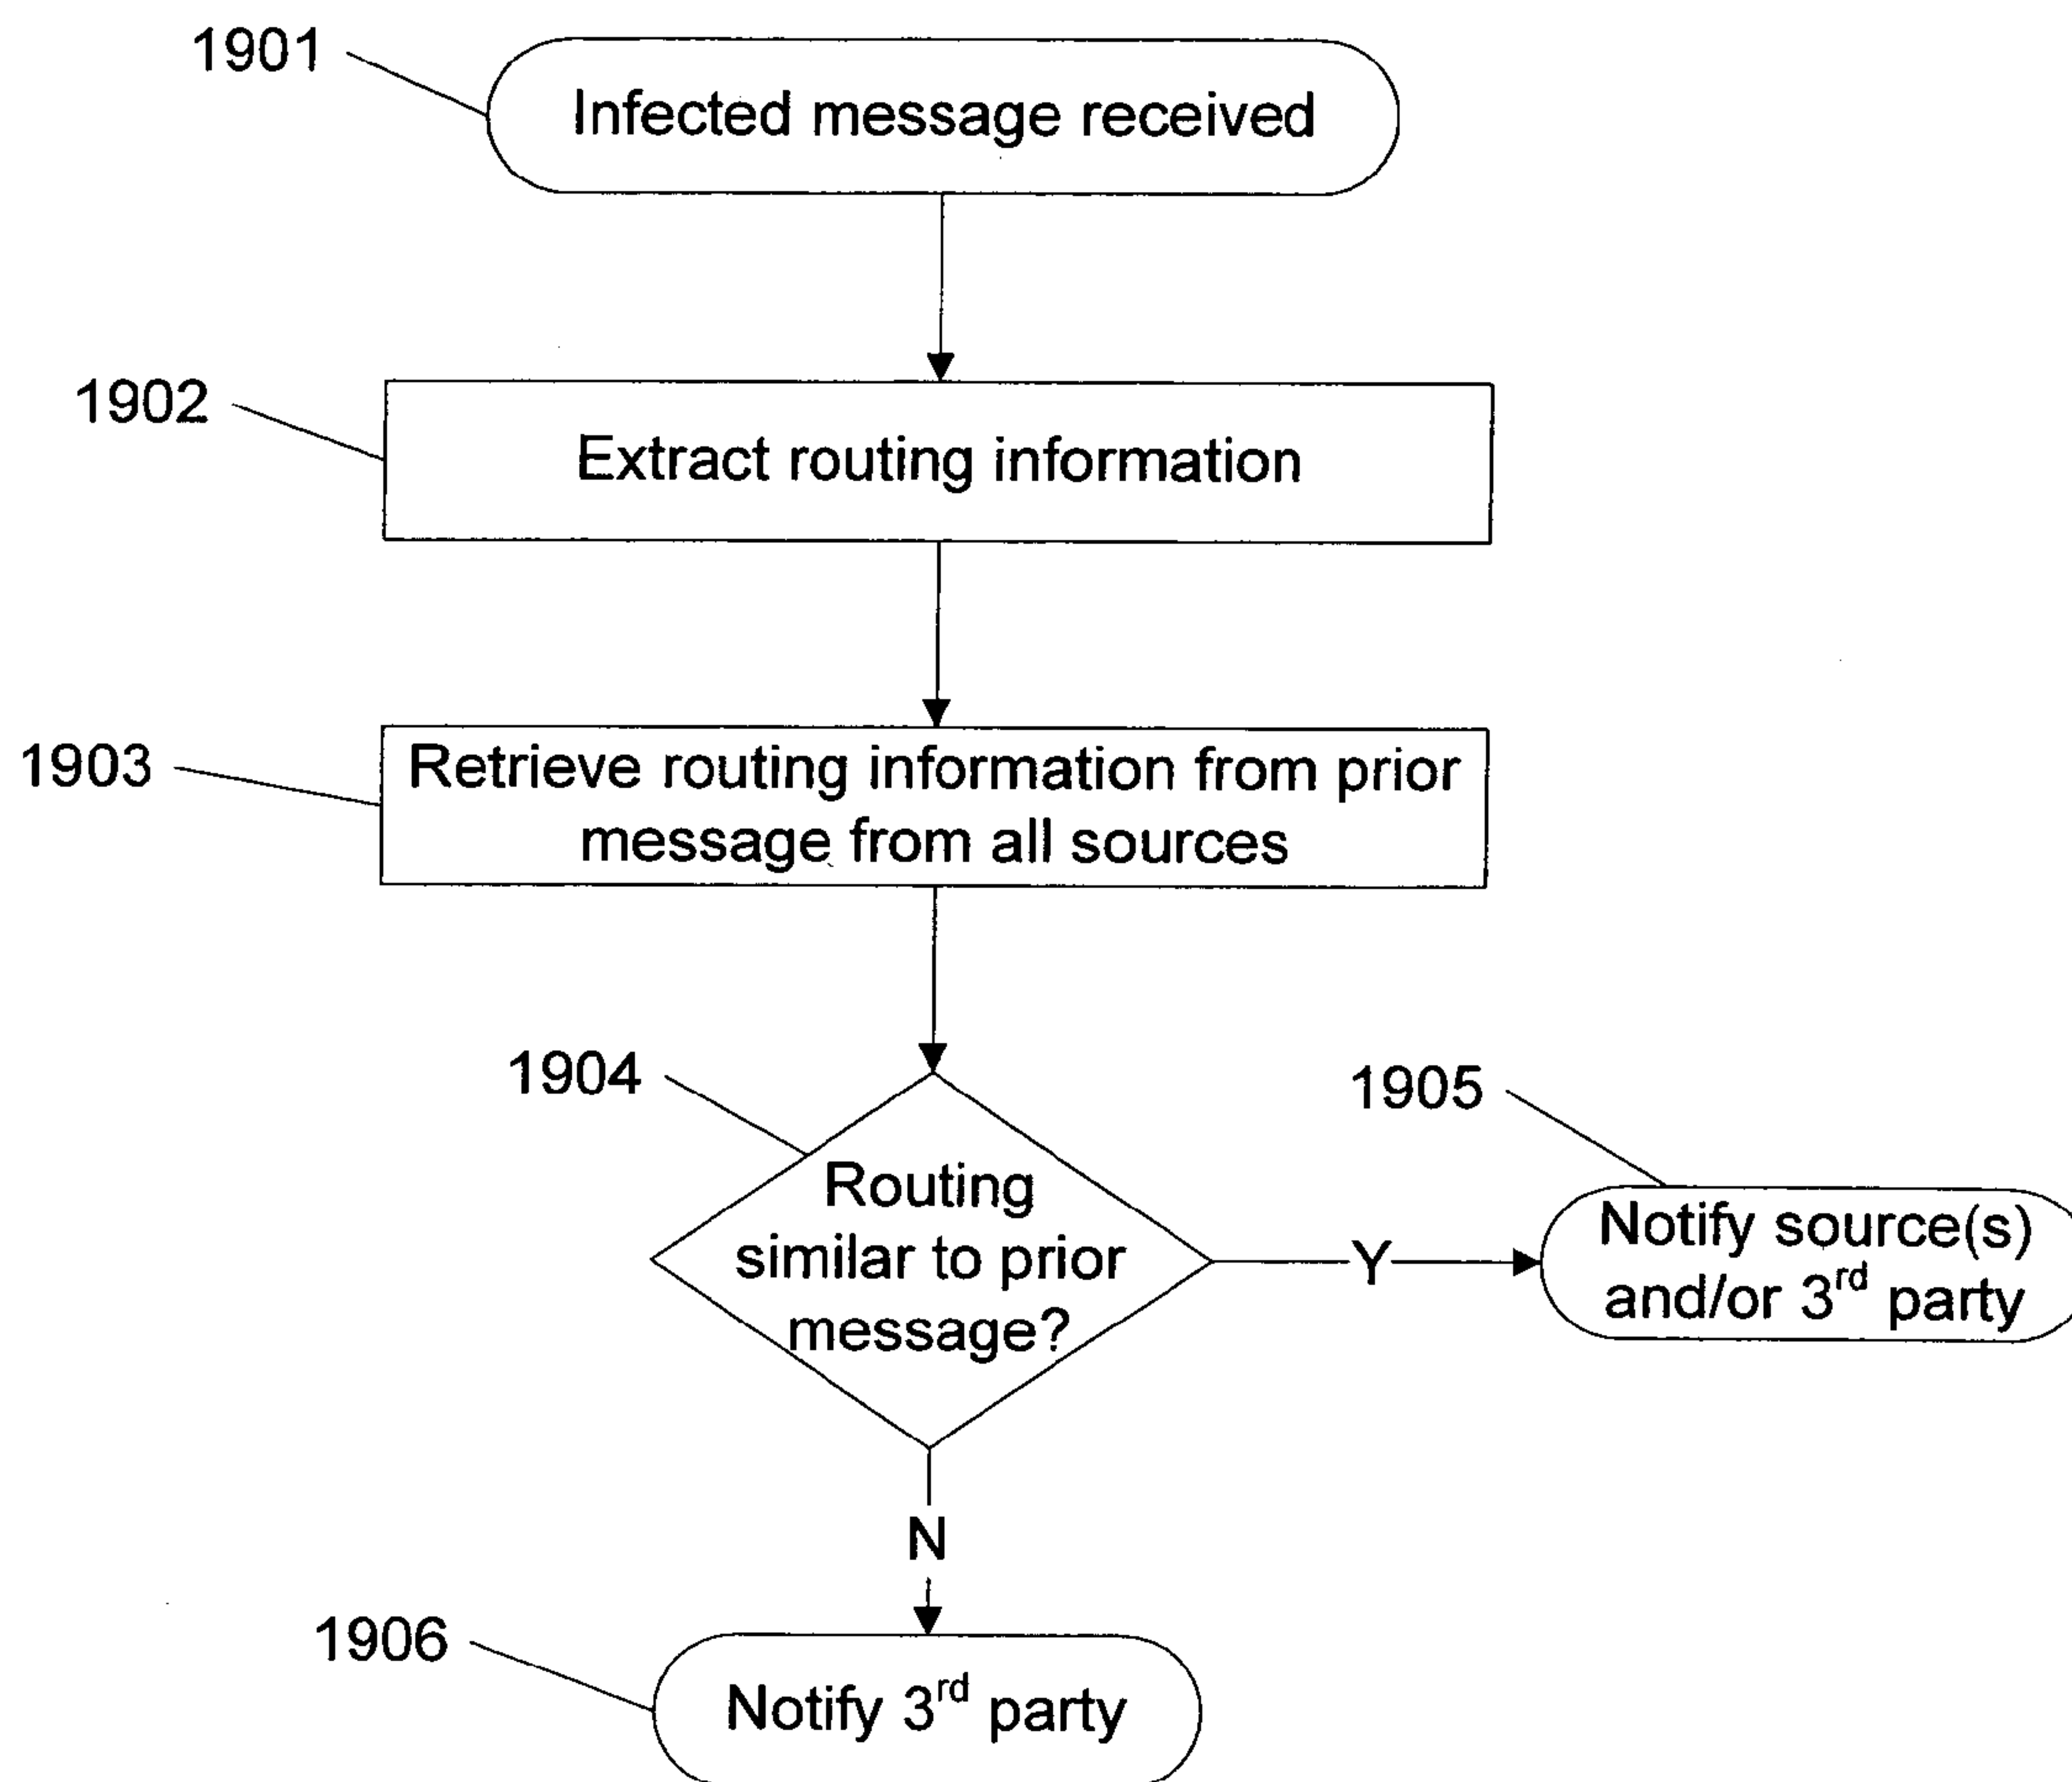 1901
Infected message received
1902
Extract routing information
1903
Retrieve routing information from prior
message from all sources
1904
Routing
similar to prior
message?
Y
1905
Notify source(s)
and/or 3rd party
N
1906
Notify 3rd party